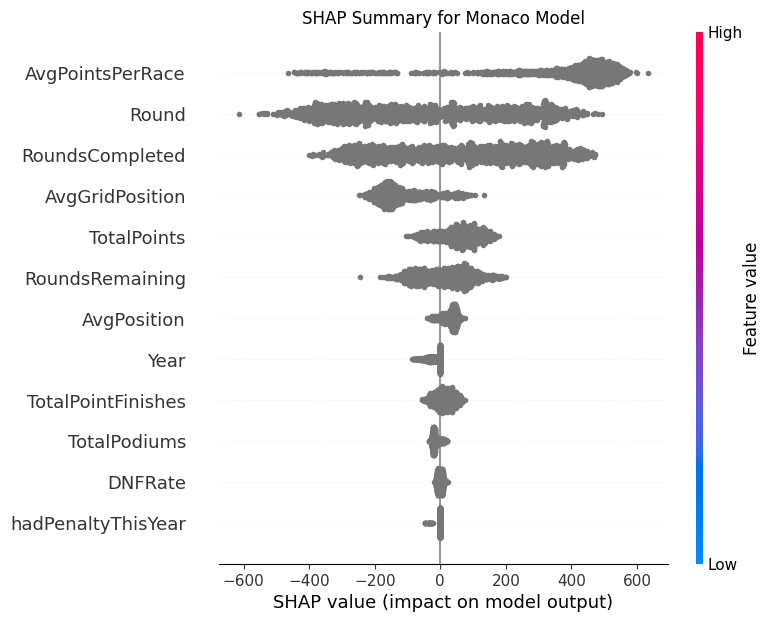 SHAP Summary for Monaco Model
High
AvgPointsPerRace
Round
RoundsCompleted
AvgGridPosition
TotalPoints
RoundsRemaining
AvgPosition
Year
TotalPointFinishes
TotalPodiums
DNFRate
hadPenaltyThisYear
Feature value
Low
−600 −400 −200 0 200 400 600
SHAP value (impact on model output)